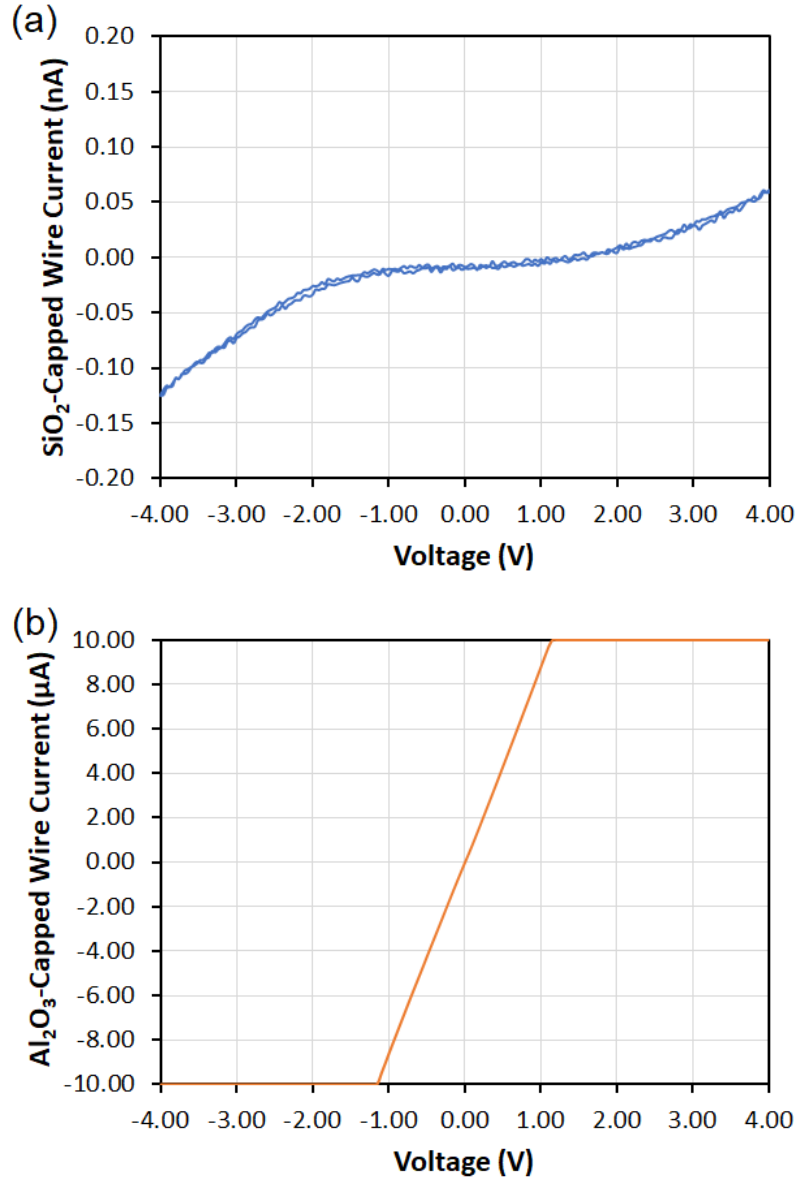 (a)
SiO₂-Capped Wire Current (nA)
0.20
0.15
0.10
0.05
0.00
-0.05
-0.10
-0.15
-0.20
-4.00 -3.00 -2.00 -1.00 0.00 1.00 2.00 3.00 4.00
Voltage (V)
(b)
Al₂O₃-Capped Wire Current (µA)
10.00
8.00
6.00
4.00
2.00
0.00
-2.00
-4.00
-6.00
-8.00
-10.00
-4.00 -3.00 -2.00 -1.00 0.00 1.00 2.00 3.00 4.00
Voltage (V)